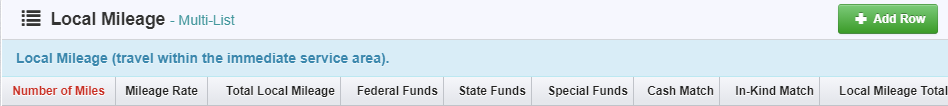 Local Mileage - Multi-List
Add Row
Local Mileage (travel within the immediate service area).
Number of Miles Mileage Rate Total Local Mileage Federal Funds State Funds Special Funds Cash Match In-Kind Match Local Mileage Total